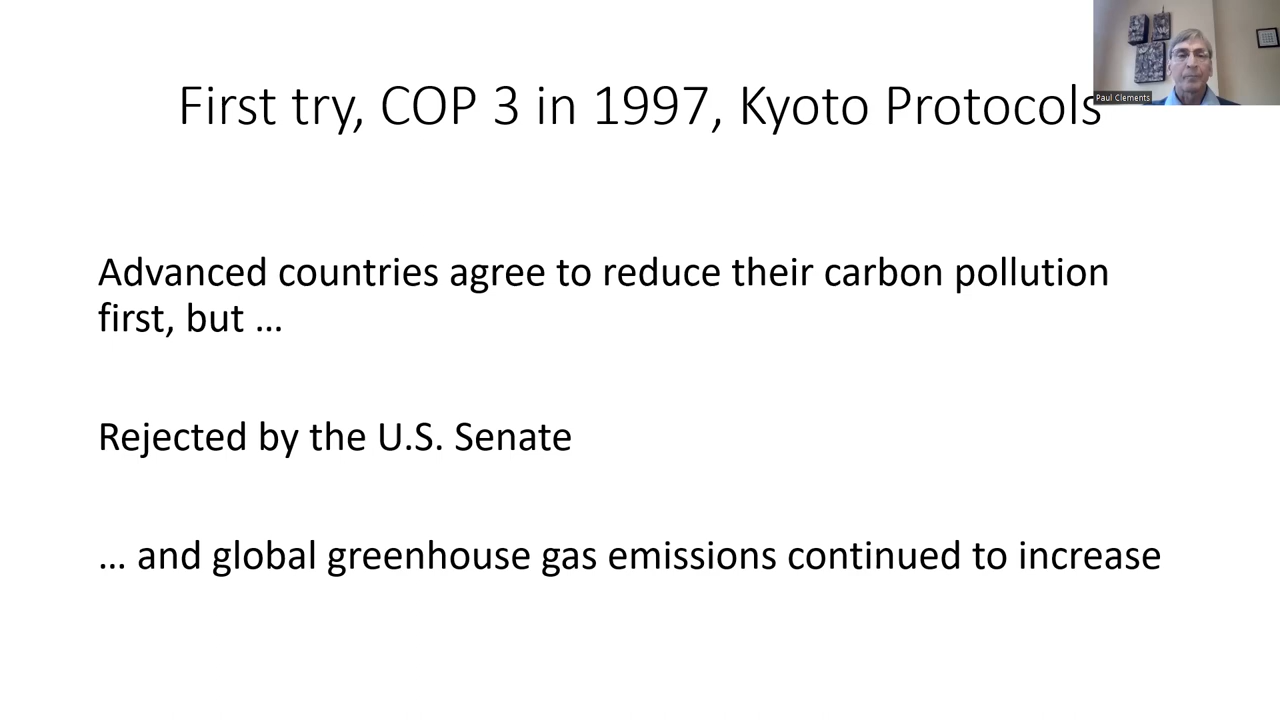 First try, COP 3 in 1997, Kyoto Protocols
Paul Clements
Advanced countries agree to reduce their carbon pollution
first, but ...
Rejected by the U.S. Senate
... and global greenhouse gas emissions continued to increase